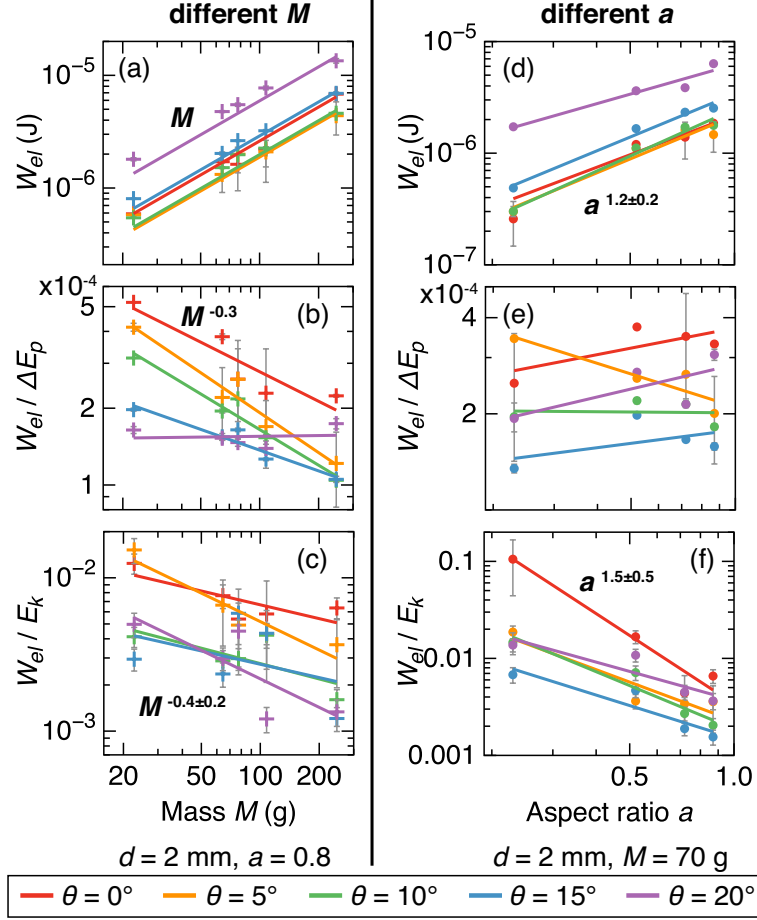 different M
different a
(a)
W_el (J)
10^-5
10^-6
M
(d)
W_el (J)
10^-5
10^-6
10^-7
a^1.2±0.2
x10^-4
(b)
W_el / ΔE_p
5
2
1
M^-0.3
x10^-4
(e)
W_el / ΔE_p
4
2
(c)
W_el / E_k
10^-2
10^-3
M^-0.4±0.2
20
50
100
200
Mass M (g)
(f)
W_el / E_k
0.1
0.01
0.001
a^1.5±0.5
0.5
1.0
Aspect ratio a
d = 2 mm, a = 0.8
d = 2 mm, M = 70 g
θ = 0° θ = 5° θ = 10° θ = 15° θ = 20°